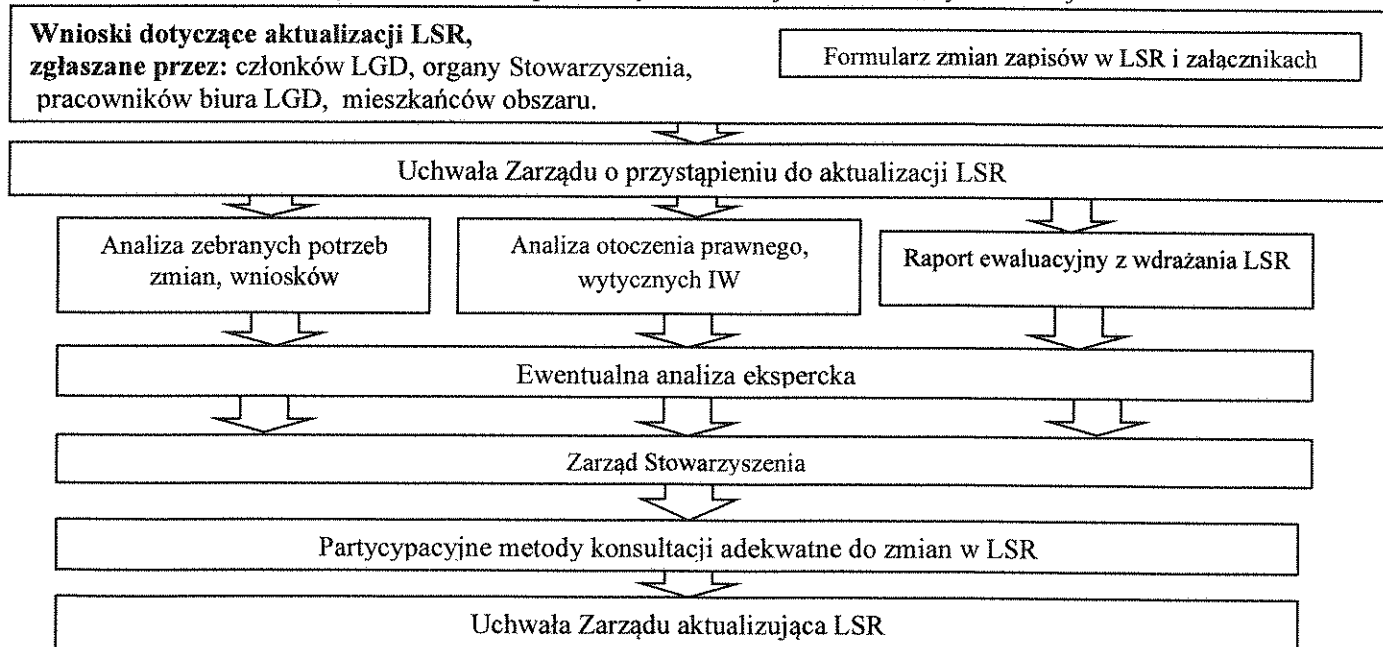 Wnioski dotyczące aktualizacji LSR,
zgłaszane przez: członków LGD, organy Stowarzyszenia,
pracowników biura LGD, mieszkańców obszaru.
Formularz zmian zapisów w LSR i załącznikach
Uchwała Zarządu o przystąpieniu do aktualizacji LSR
Analiza zebranych potrzeb
zmian, wniosków
Analiza otoczenia prawnego,
wytycznych IW
Raport ewaluacyjny z wdrażania LSR
Ewentualna analiza ekspercka
Zarząd Stowarzyszenia
Partycypacyjne metody konsultacji adekwatne do zmian w LSR
Uchwała Zarządu aktualizująca LSR